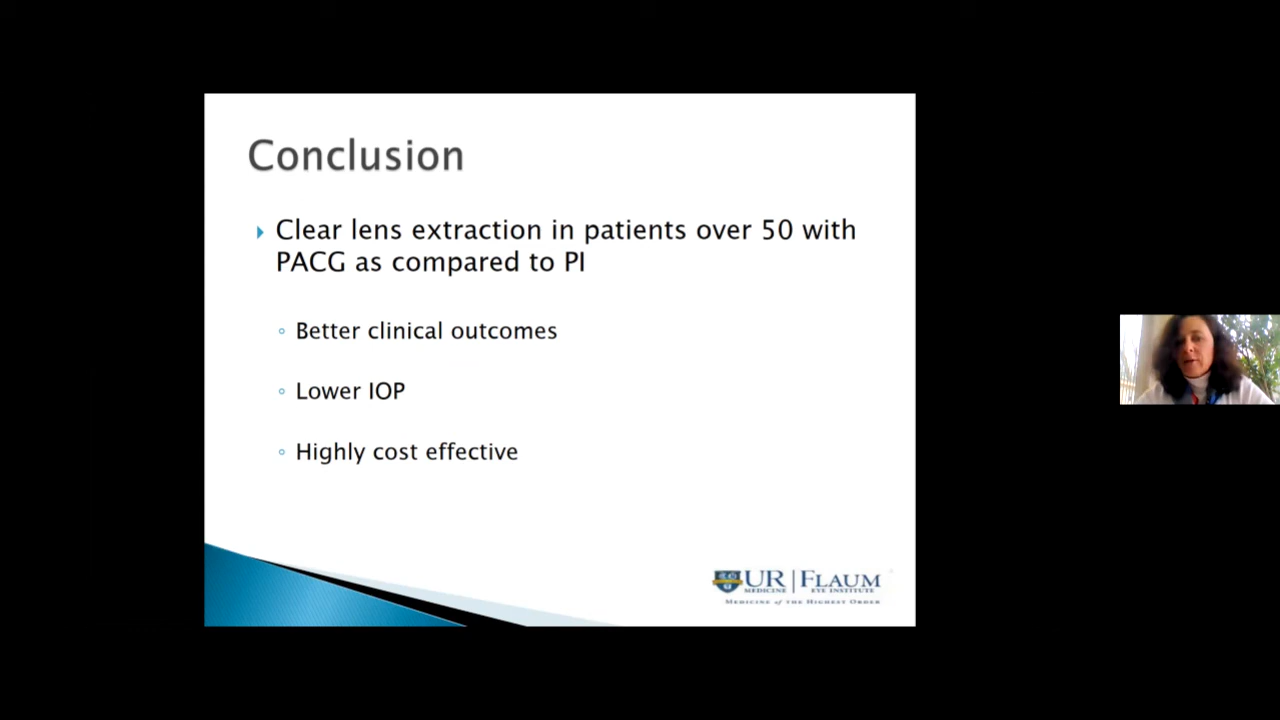 Conclusion
Clear lens extraction in patients over 50 with
PACG as compared to PI
Better clinical outcomes
Lower IOP
Highly cost effective
UR FLAUM
MEDICINE EYE INSTITUTE
MEDICINE of THE HIGHEST ORDER